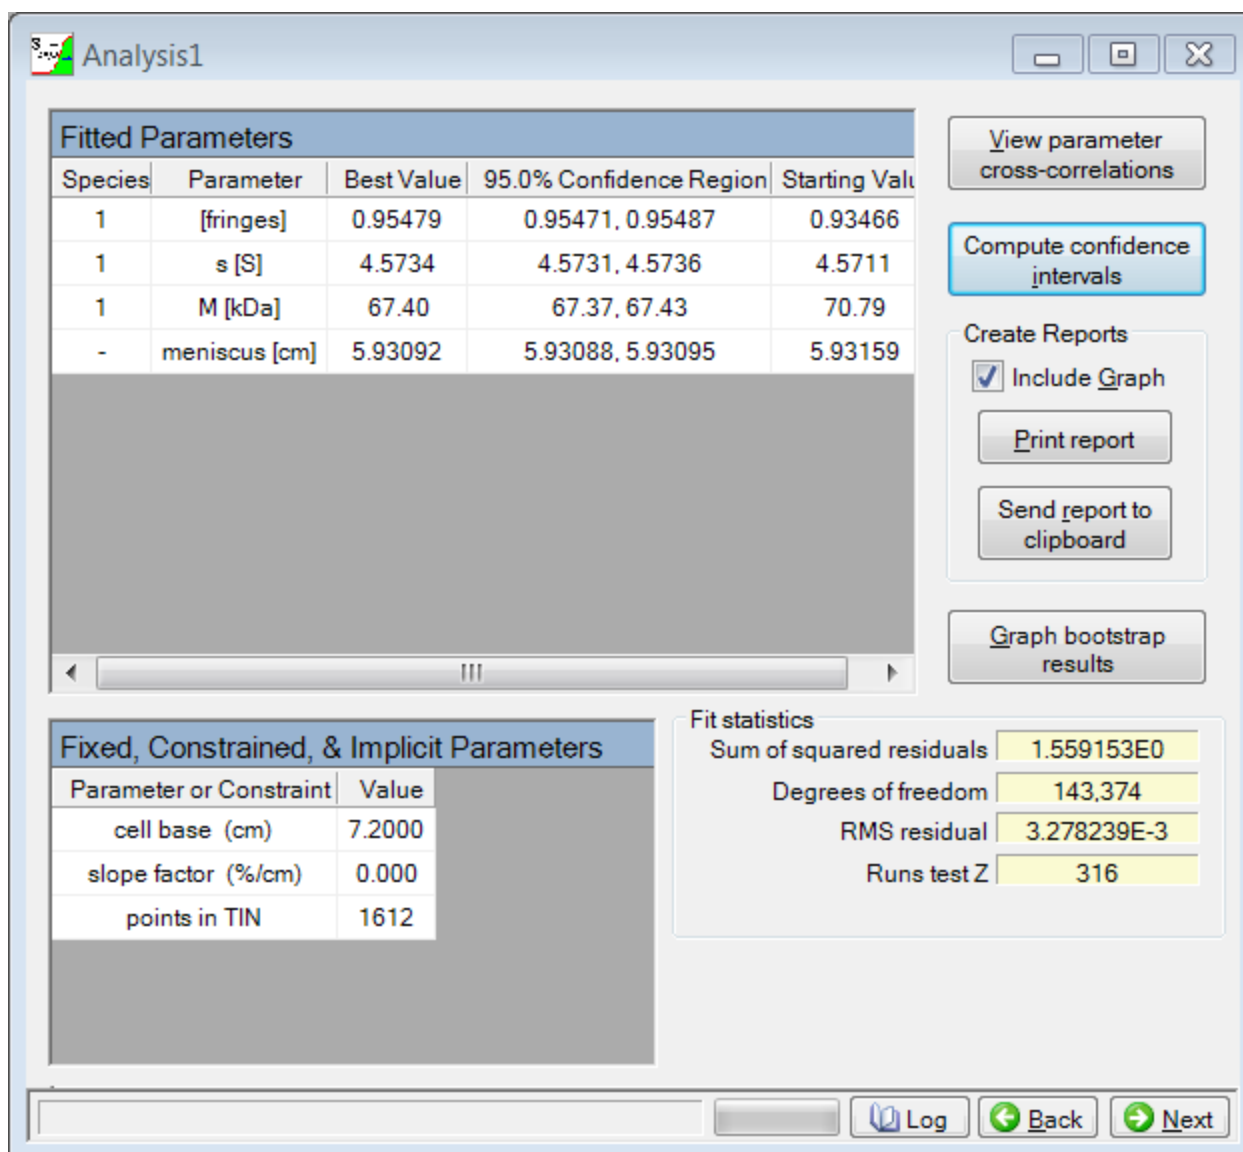 Analysis1
Fitted Parameters
Species Parameter Best Value 95.0% Confidence Region Starting Valu
1 [fringes] 0.95479 0.95471, 0.95487 0.93466
1 s [S] 4.5734 4.5731, 4.5736 4.5711
1 M [kDa] 67.40 67.37, 67.43 70.79
- meniscus [cm] 5.93092 5.93088, 5.93095 5.93159
View parameter
cross-correlations
Compute confidence
intervals
Create Reports
Include Graph
Print report
Send report to
clipboard
Graph bootstrap
results
Fixed, Constrained, & Implicit Parameters
Parameter or Constraint Value
cell base (cm) 7.2000
slope factor (%/cm) 0.000
points in TIN 1612
Fit statistics
Sum of squared residuals 1.559153E0
Degrees of freedom 143,374
RMS residual 3.278239E-3
Runs test Z 316
Log Back Next